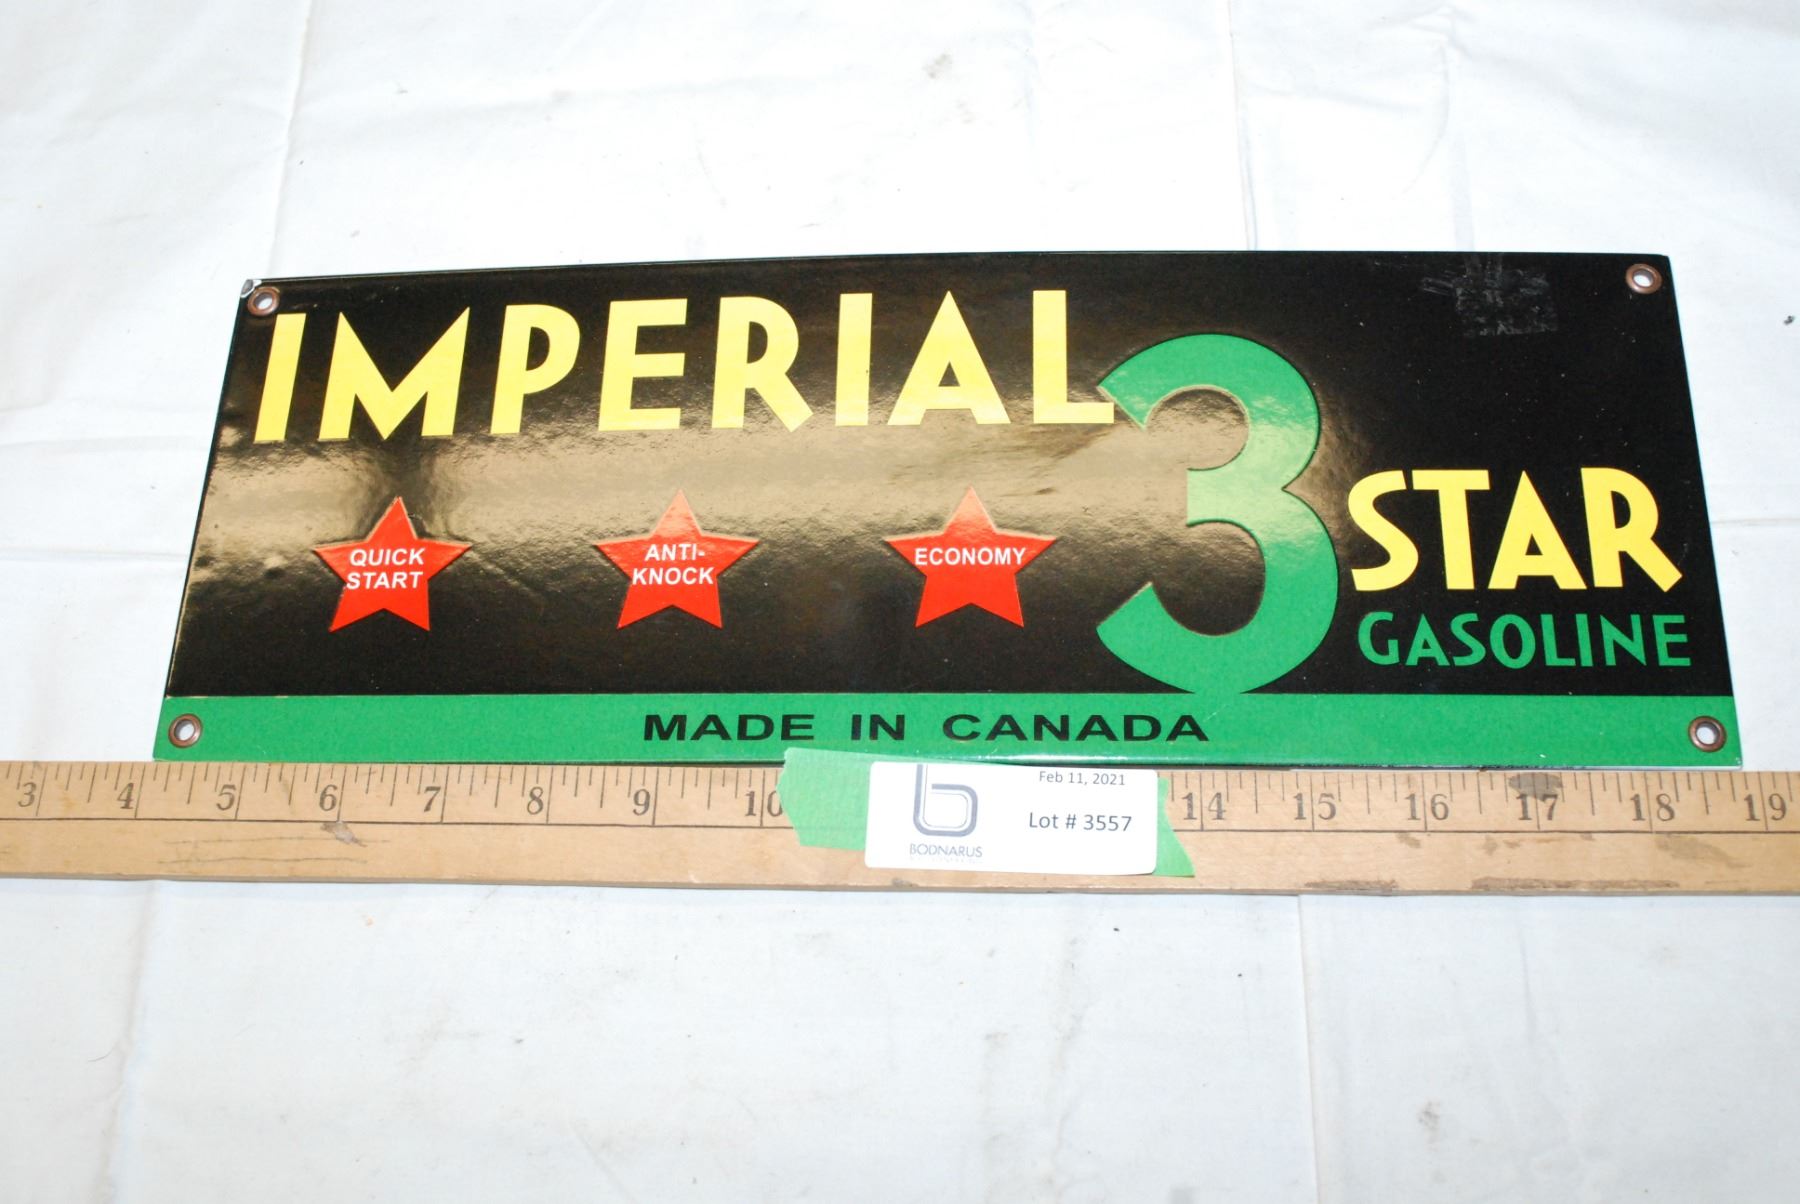 IMPERIAL
3
STAR
GASOLINE
QUICK
START
ANTI-
KNOCK
ECONOMY
MADE IN CANADA
3 4 5 6 7 8 9 10 14 15 16 17 18 19
Feb 11, 2021
Lot # 3557
b
BODNARUS